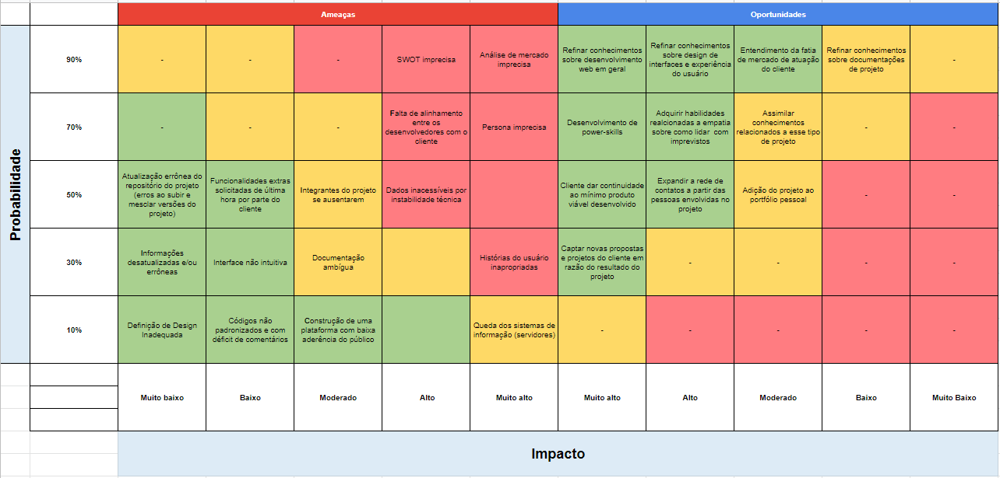 Ameaças
Oportunidades
Probabilidade
90%
-
-
-
SWOT imprecisa
Análise de mercado
imprecisa
Refinar conhecimentos
sobre desenvolvimento
web em geral
Refinar conhecimentos
sobre design de
interfaces e experiência
do usuário
Entendimento da fatia
de mercado de atuação
do cliente
Refinar conhecimentos
sobre documentações
de projeto
-
70%
-
-
-
Falta de alinhamento
entre os
desenvolvedores com o
cliente
Persona imprecisa
Desenvolvimento de
power-skills
Adquirir habilidades
realcionadas a empatia
sobre como lidar com
imprevistos
Assimilar
conhecimentos
relacionados a esse tipo
de projeto
-
-
50%
Atualização errônea do
repositório do projeto
(erros ao subir e
mesclar versões do
projeto)
Funcionalidades extras
solicitadas de última
hora por parte do
cliente
Integrantes do projeto
se ausentarem
Dados inacessíveis por
instabilidade técnica
-
Cliente dar continuidade
ao mínimo produto
viável desenvolvido
Expandir a rede de
contatos a partir das
pessoas envolvidas no
projeto
Adição do projeto ao
portfólio pessoal
-
-
30%
Informações
desatualizadas e/ou
errôneas
Interface não intuitiva
Documentação
ambígua
Histórias do usuário
inapropriadas
Captar novas propostas
e projetos do cliente em
razão do resultado do
projeto
-
-
-
-
10%
Definição de Design
Inadequada
Códigos não
padronizados e com
déficit de comentários
Construção de uma
plataforma com baixa
aderência do público
Queda dos sistemas de
informação (servidores)
-
-
-
-
-
Muito baixo
Baixo
Moderado
Alto
Muito alto
Muito alto
Alto
Moderado
Baixo
Muito Baixo
Impacto